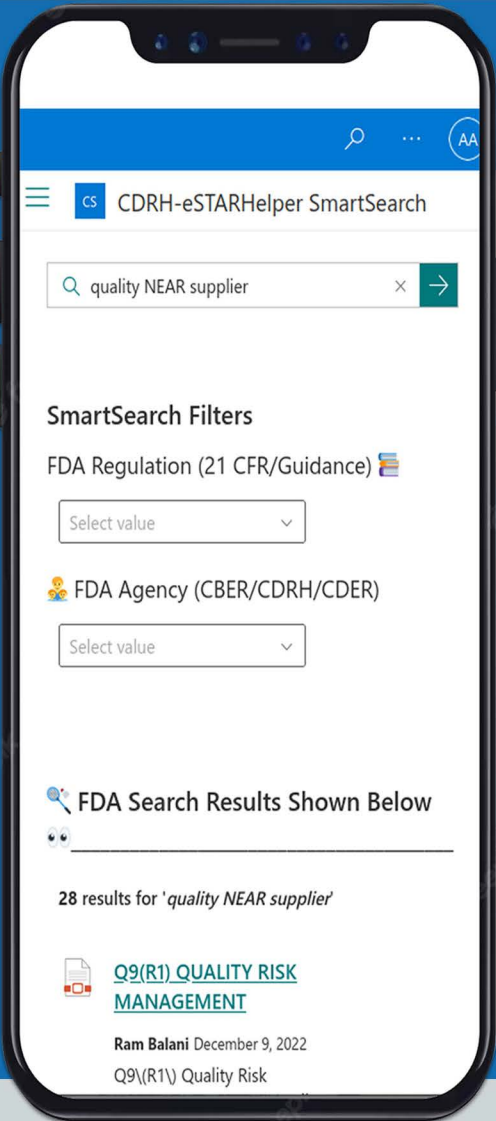 AA
CS CDRH-eSTARHelper SmartSearch
quality NEAR supplier
SmartSearch Filters
FDA Regulation (21 CFR/Guidance)
Select value
FDA Agency (CBER/CDRH/CDER)
Select value
FDA Search Results Shown Below
28 results for 'quality NEAR supplier'
Q9(R1) QUALITY RISK
MANAGEMENT
Ram Balani December 9, 2022
Q9\(R1\) Quality Risk